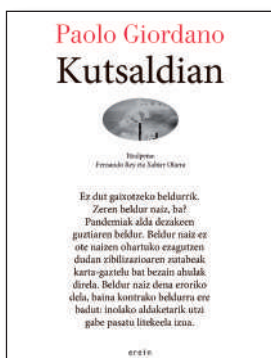 Paolo Giordano
Kutsaldian
Itzulpena:
Fernando Rey eta Xabier Olarra
Ez dut gaixotzeko beldurrik.
Zeren beldur naiz, ba?
Pandemiak alda dezakeen
guztiaren beldur. Beldur naiz ez
ote naizen ohartuko ezagutzen
dudan zibilizazioaren zutabeak
karta-gaztelu bat bezain ahulak
direla. Beldur naiz dena eroriko
dela, baina kontrako beldurra ere
badut: inolako aldaketarik utzi
gabe pasatu litekeela izua.
erein